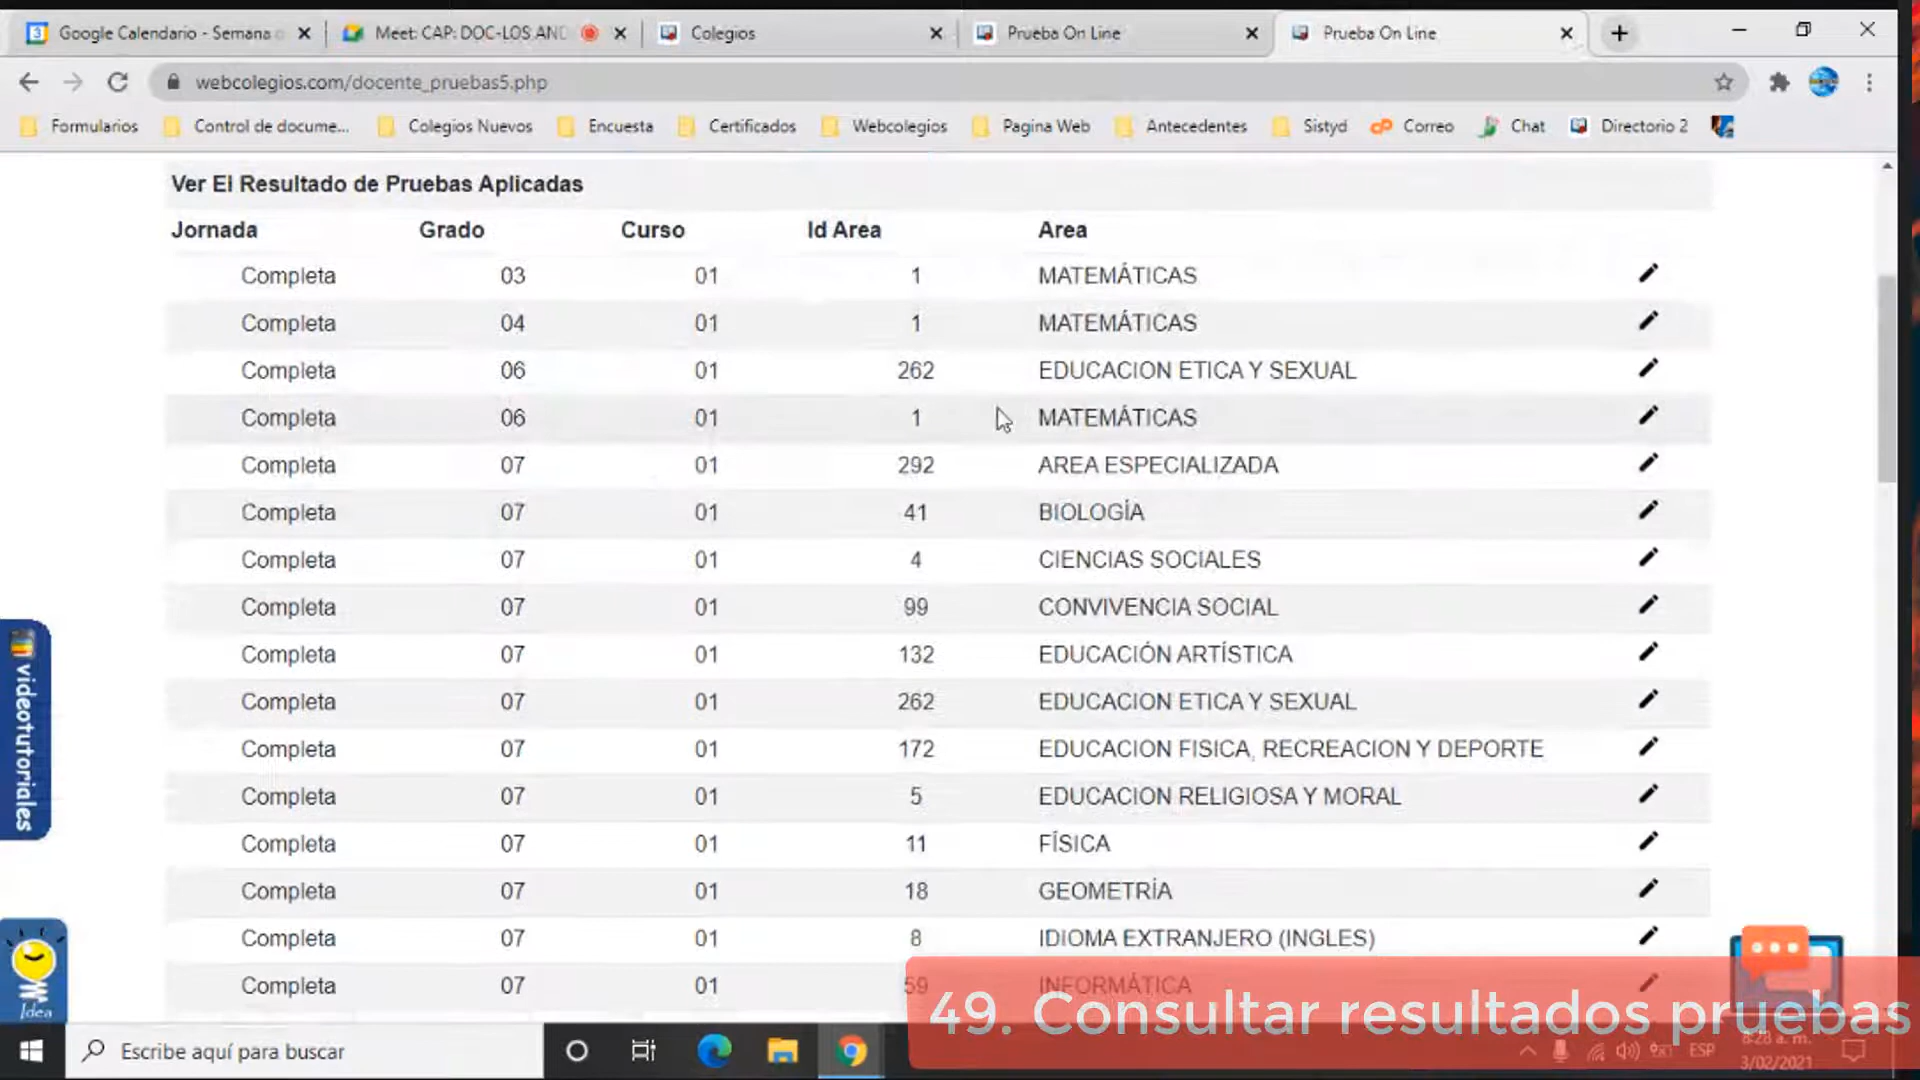 Google Calendario - Semana
Meet: CAP: DOC-LOS AND
Colegios
Prueba On Line
Prueba On Line
webcolegios.com/docente_pruebas5.php
Formularios
Control de docume...
Colegios Nuevos
Encuesta
Certificados
Webcolegios
Pagina Web
Antecedentes
Sistyd
Correo
Chat
Directorio 2
Ver El Resultado de Pruebas Aplicadas
Jornada Grado Curso Id Area Area
Completa 03 01 1 MATEMÁTICAS
Completa 04 01 1 MATEMÁTICAS
Completa 06 01 262 EDUCACION ETICA Y SEXUAL
Completa 06 01 1 MATEMÁTICAS
Completa 07 01 292 AREA ESPECIALIZADA
Completa 07 01 41 BIOLOGÍA
Completa 07 01 4 CIENCIAS SOCIALES
Completa 07 01 99 CONVIVENCIA SOCIAL
Completa 07 01 132 EDUCACIÓN ARTÍSTICA
Completa 07 01 262 EDUCACION ETICA Y SEXUAL
Completa 07 01 172 EDUCACION FISICA, RECREACION Y DEPORTE
Completa 07 01 5 EDUCACION RELIGIOSA Y MORAL
Completa 07 01 11 FÍSICA
Completa 07 01 18 GEOMETRÍA
Completa 07 01 8 IDIOMA EXTRANJERO (INGLES)
Completa 07 01 59 INFORMÁTICA
videotutoriales
Idea
49. Consultar resultados pruebas
Escribe aquí para buscar
ESP
8:28 a. m.
3/02/2021